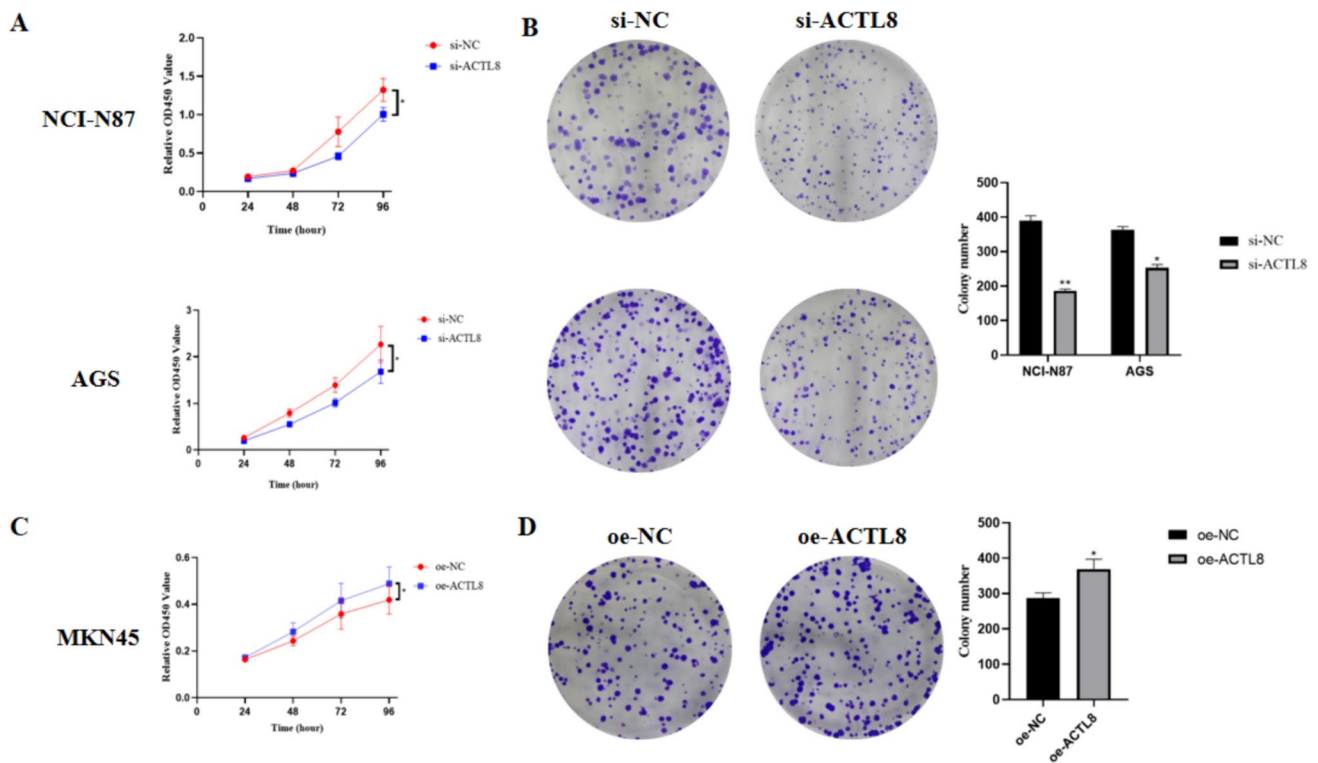 A
NCI-N87
Relative OD450 Value
2.0
1.5
1.0
0.5
0.0
0 24 48 72 96
Time (hour)
si-NC
si-ACTL8
*
B
si-NC si-ACTL8
Colony number
500
400
300
200
100
0
** *
NCI-N87 AGS
si-NC
si-ACTL8
AGS
Relative OD450 Value
3
2
1
0
0 24 48 72 96
Time (hour)
si-NC
si-ACTL8
*
C
MKN45
Relative OD450 Value
0.6
0.4
0.2
0.0
0 24 48 72 96
Time (hour)
oe-NC
oe-ACTL8
*
D
oe-NC oe-ACTL8
Colony number
500
400
300
200
100
0
*
oe-NC oe-ACTL8
oe-NC
oe-ACTL8